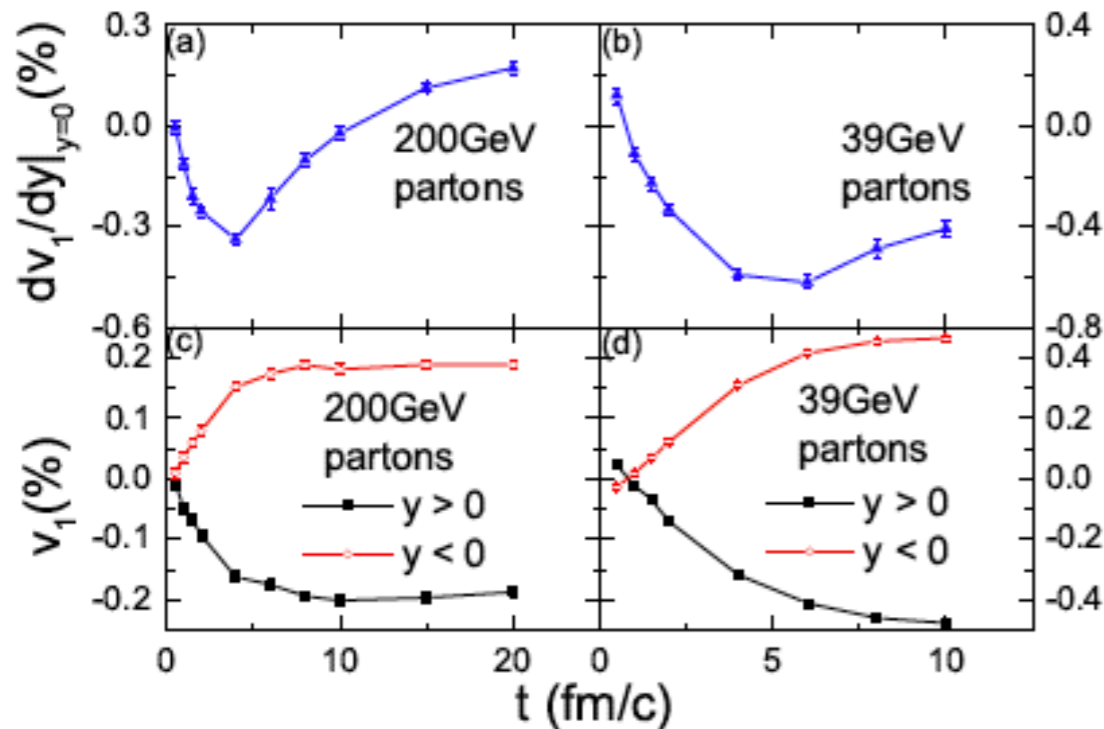 dv₁/dy|y=0(%)
0.3
0.0
-0.3
-0.6
(a)
200GeV
partons
(b)
39GeV
partons
0.4
0.0
-0.4
-0.8
v₁(%)
0.2
0.1
0.0
-0.1
-0.2
(c)
200GeV
partons
y > 0
y < 0
(d)
39GeV
partons
y > 0
y < 0
0.4
0.2
0.0
-0.2
-0.4
0
10
20
0
5
10
t (fm/c)